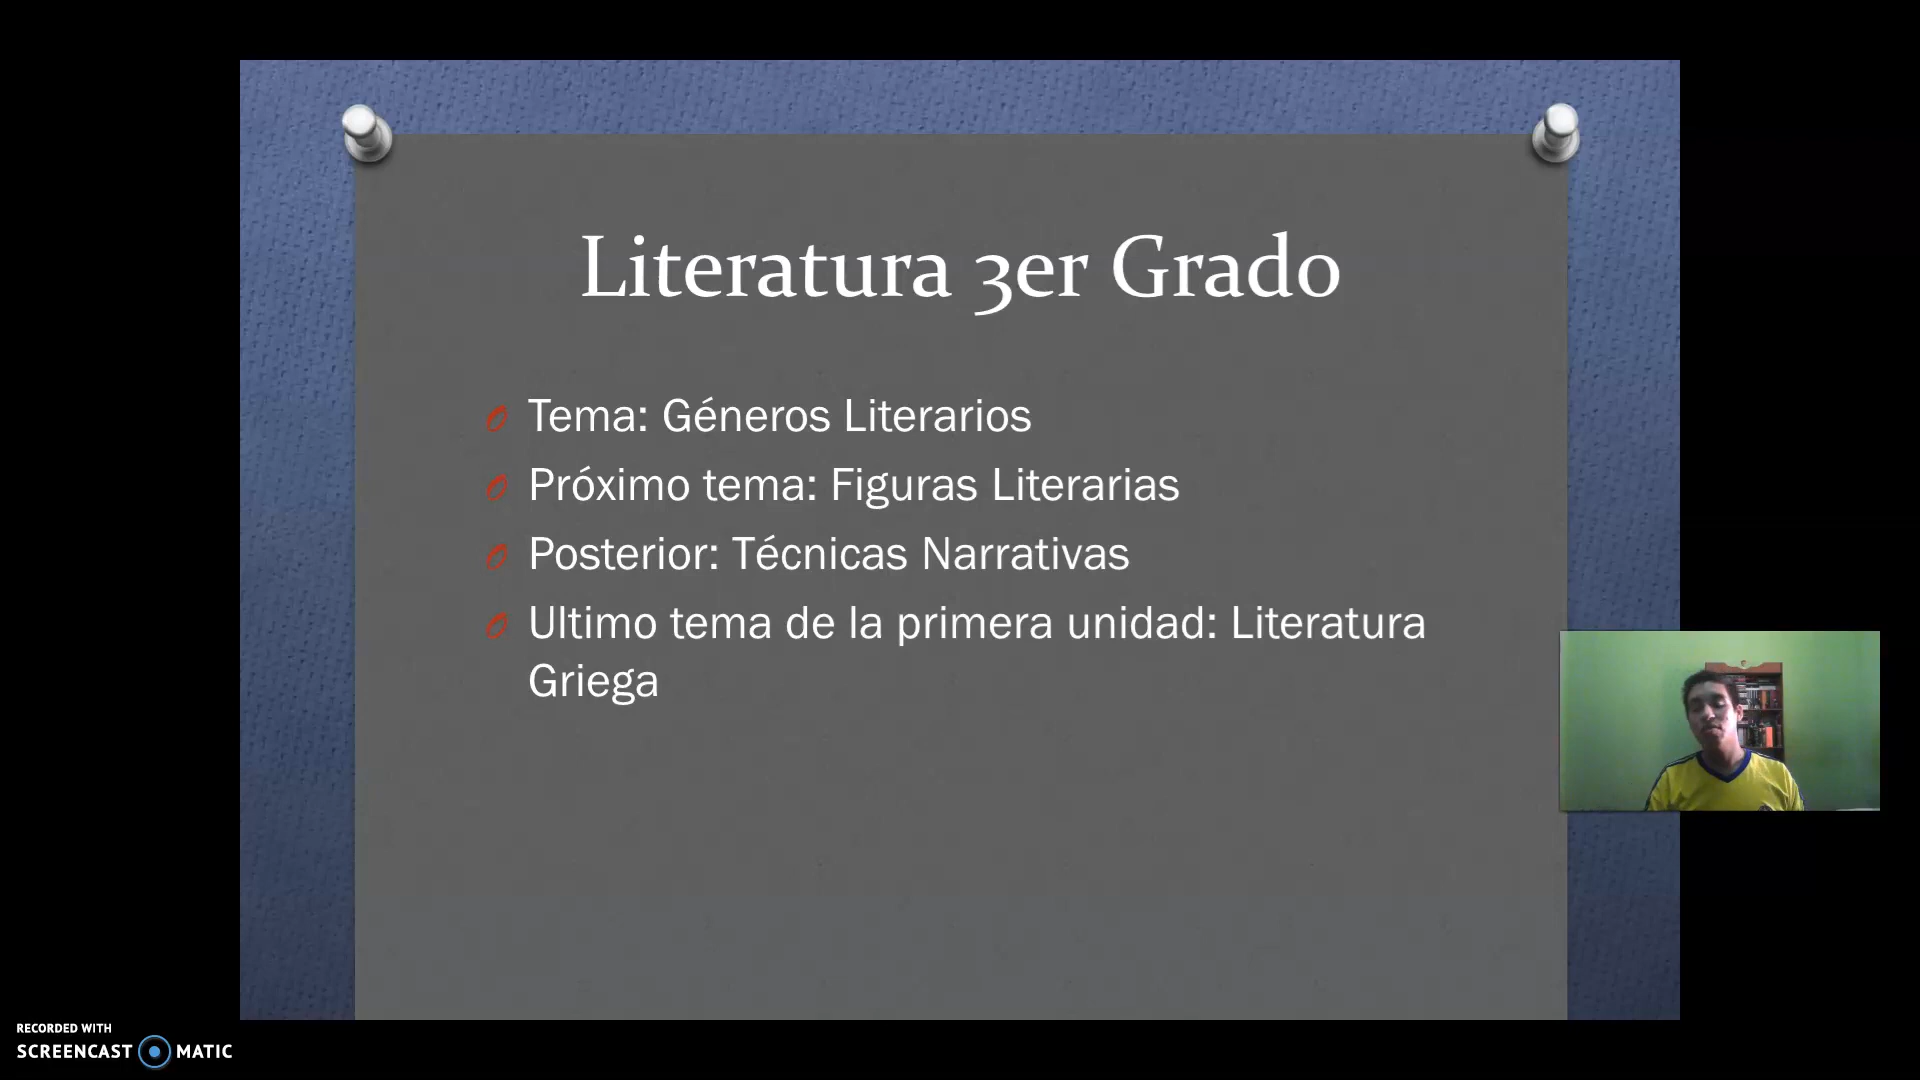 Literatura 3er Grado
Tema: Géneros Literarios
Próximo tema: Figuras Literarias
Posterior: Técnicas Narrativas
Ultimo tema de la primera unidad: Literatura
Griega
RECORDED WITH
SCREENCAST MATIC